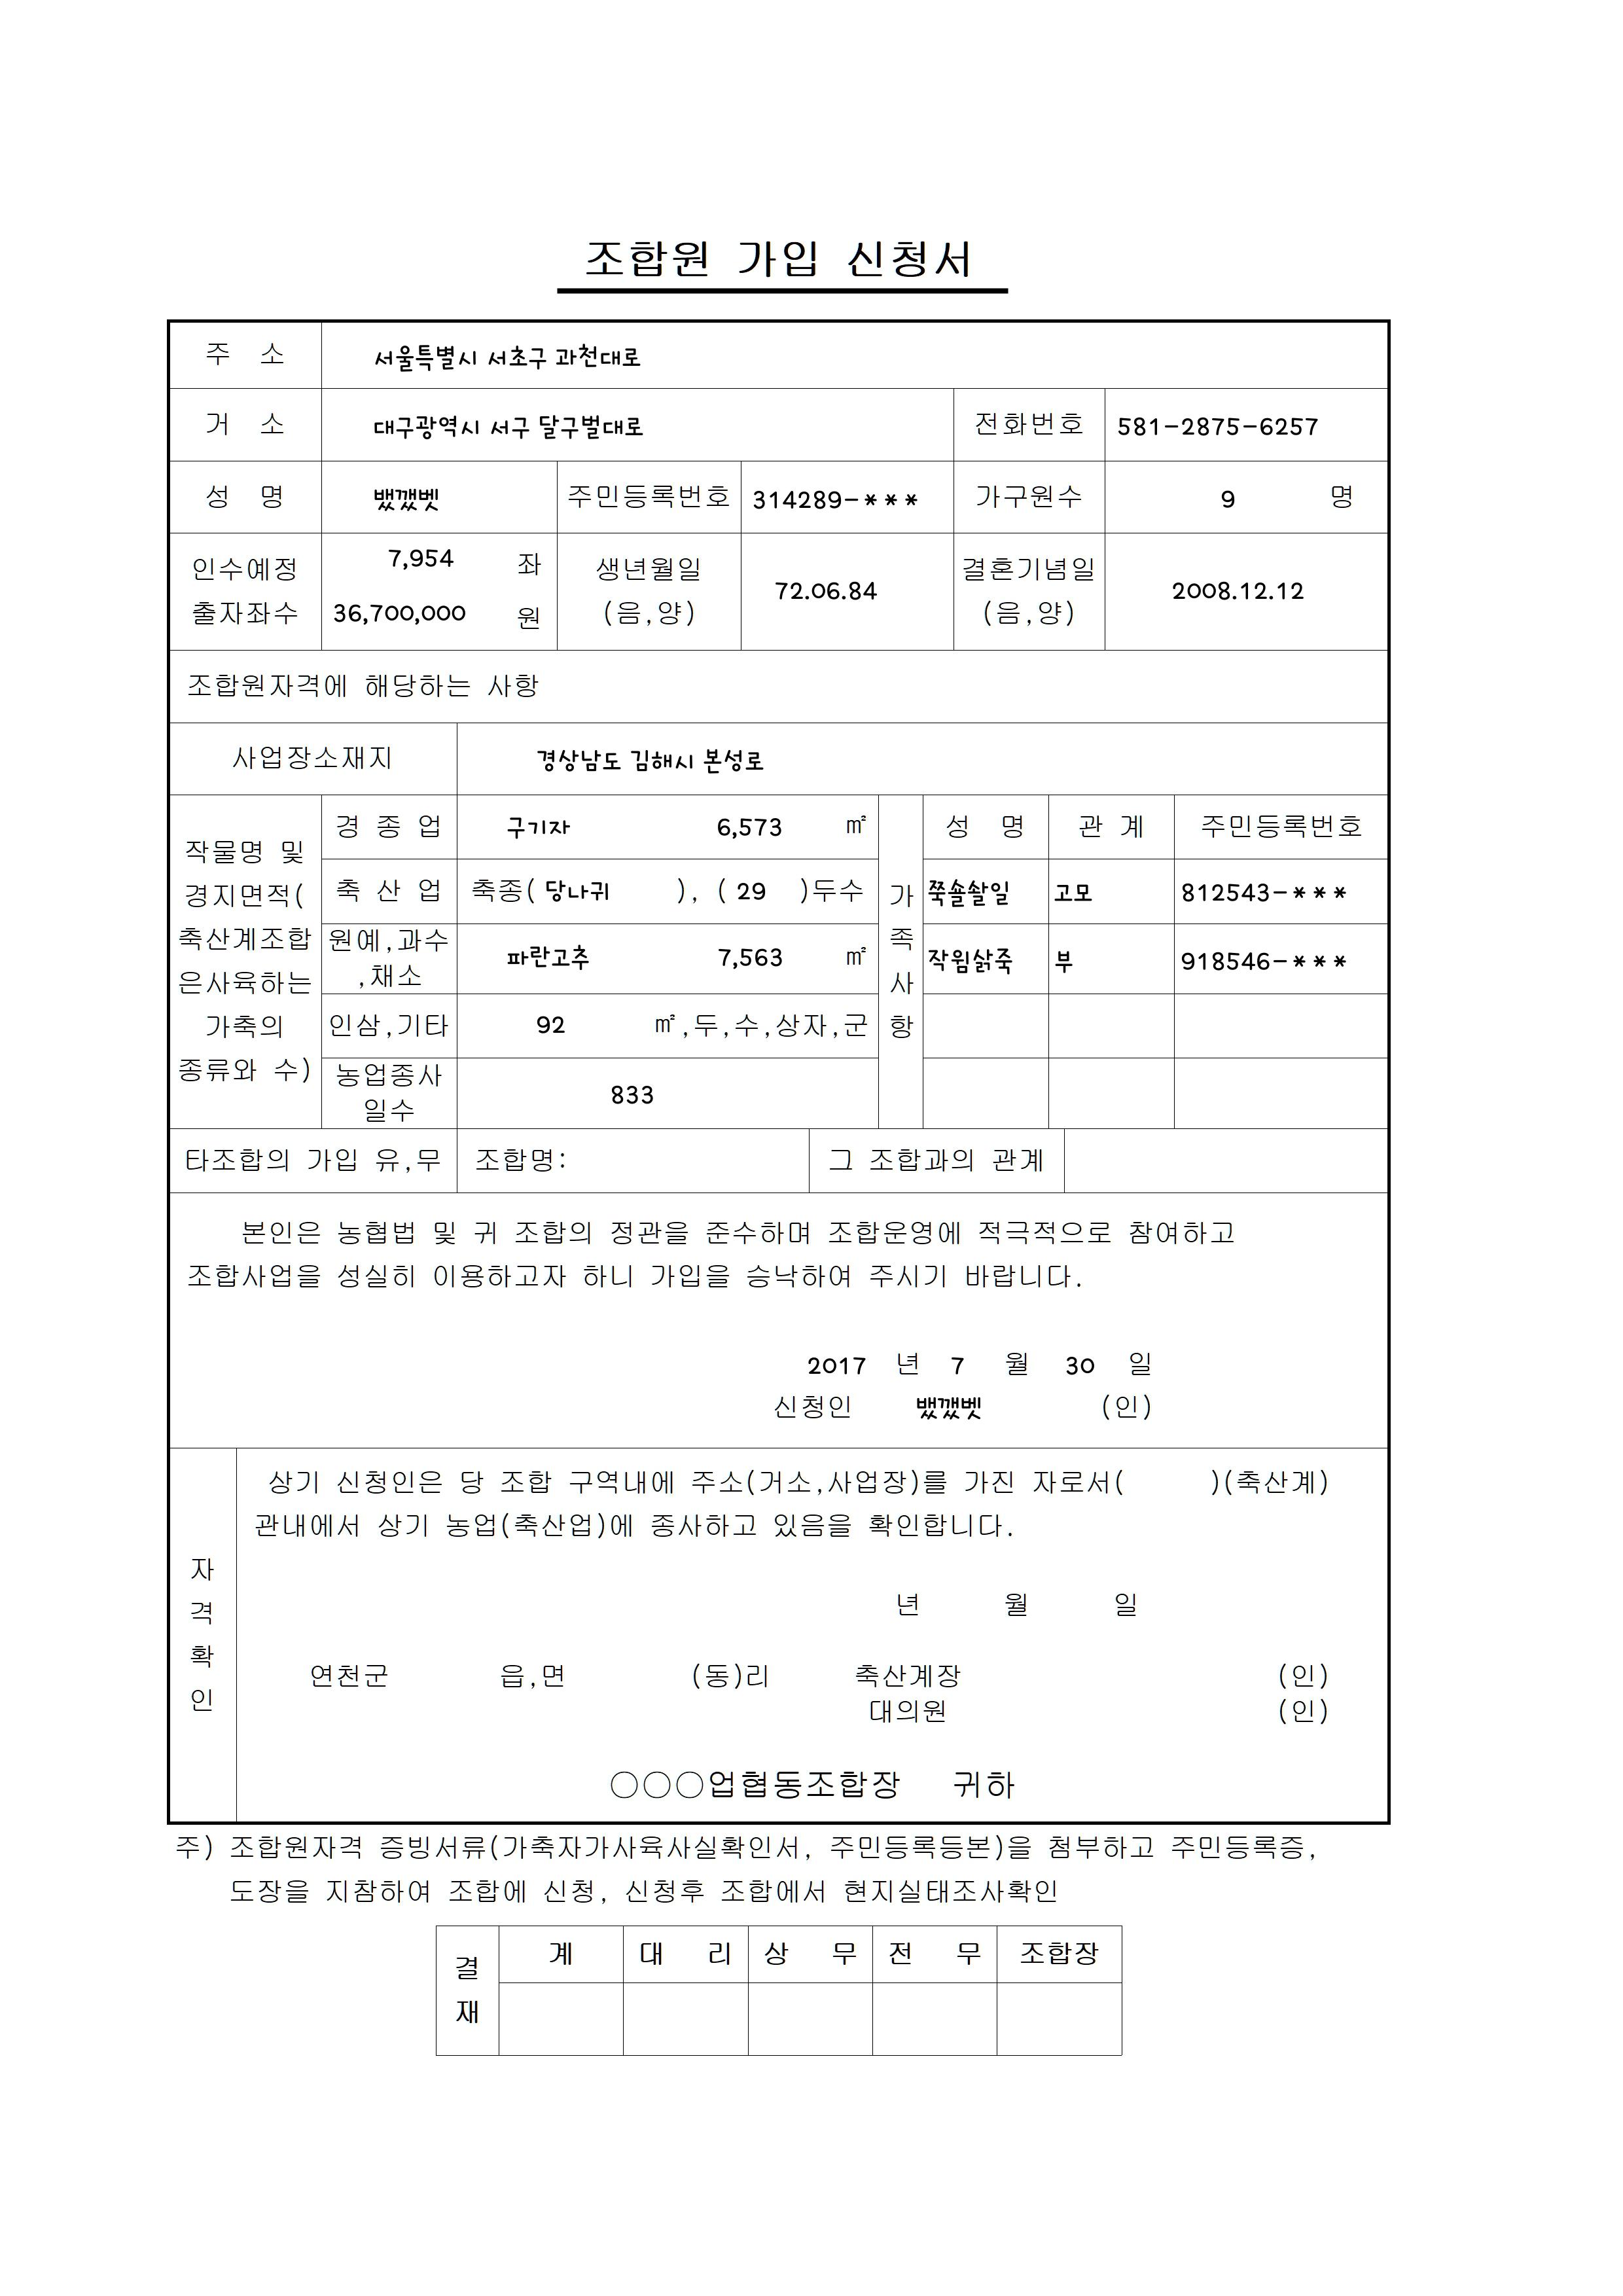 조합원 가입 신청서
주 소 서울특별시 서초구 과천대로
거 소 대구광역시 서구 달구벌대로 전화번호 581-2875-6257
성 명 뱄깼벳 주민등록번호 314289-*** 가구원수 9 명
인수예정 출자좌수 7,954 좌 36,700,000 원 생년월일 (음,양) 72.06.84 결혼기념일 (음,양) 2008.12.12
조합원자격에 해당하는 사항
사업장소재지 경상남도 김해시 본성로
작물명 및 경지면적( 축산계조합 은사육하는 가축의 종류와 수)
경 종 업 구기자 6,573 ㎡
축 산 업 축종( 당나귀 ), ( 29 )두수
원예,과수 ,채소 파란고추 7,563 ㎡
인삼,기타 92 ㎡,두,수,상자,군
농업종사 일수 833
가 족 사 항
성 명 관 계 주민등록번호
쭉솔솰일 고모 812543-***
작윔삵죽 부 918546-***
타조합의 가입 유,무 조합명: 그 조합과의 관계
본인은 농협법 및 귀 조합의 정관을 준수하며 조합운영에 적극적으로 참여하고
조합사업을 성실히 이용하고자 하니 가입을 승낙하여 주시기 바랍니다.
2017 년 7 월 30 일
신청인 뱄깼벳 (인)
자 격 확 인
상기 신청인은 당 조합 구역내에 주소(거소,사업장)를 가진 자로서( )(축산계)
관내에서 상기 농업(축산업)에 종사하고 있음을 확인합니다.
년 월 일
연천군 읍,면 (동)리 축산계장 (인)
대의원 (인)
○○○업협동조합장 귀하
주) 조합원자격 증빙서류(가축자가사육사실확인서, 주민등록등본)을 첨부하고 주민등록증,
도장을 지참하여 조합에 신청, 신청후 조합에서 현지실태조사확인
결 재 계 대 리 상 무 전 무 조합장